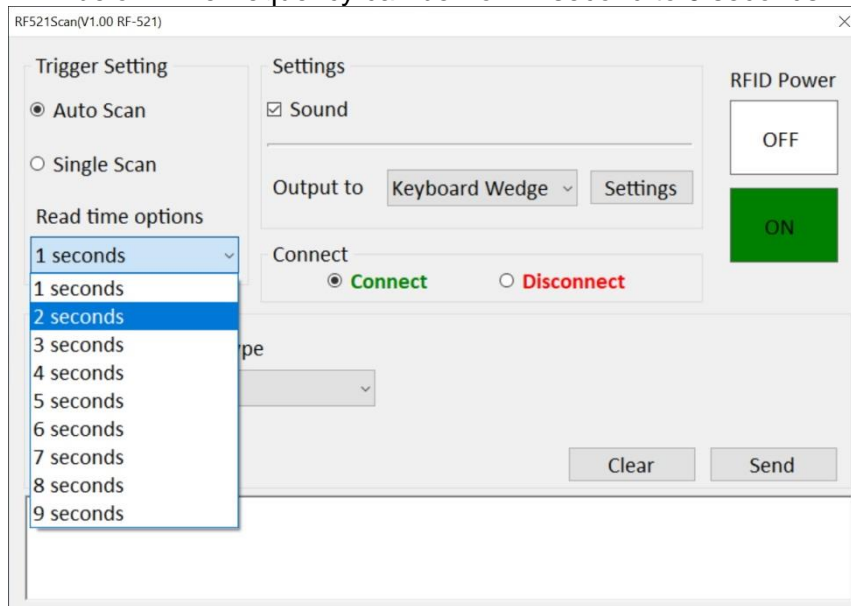 RF521Scan(V1.00 RF-521)
Trigger Setting
Auto Scan
Single Scan
Read time options
1 seconds
1 seconds
2 seconds
3 seconds
4 seconds
5 seconds
6 seconds
7 seconds
8 seconds
9 seconds
Settings
Sound
Output to Keyboard Wedge Settings
Connect
Connect Disconnect
RFID Power
OFF
ON
Clear Send